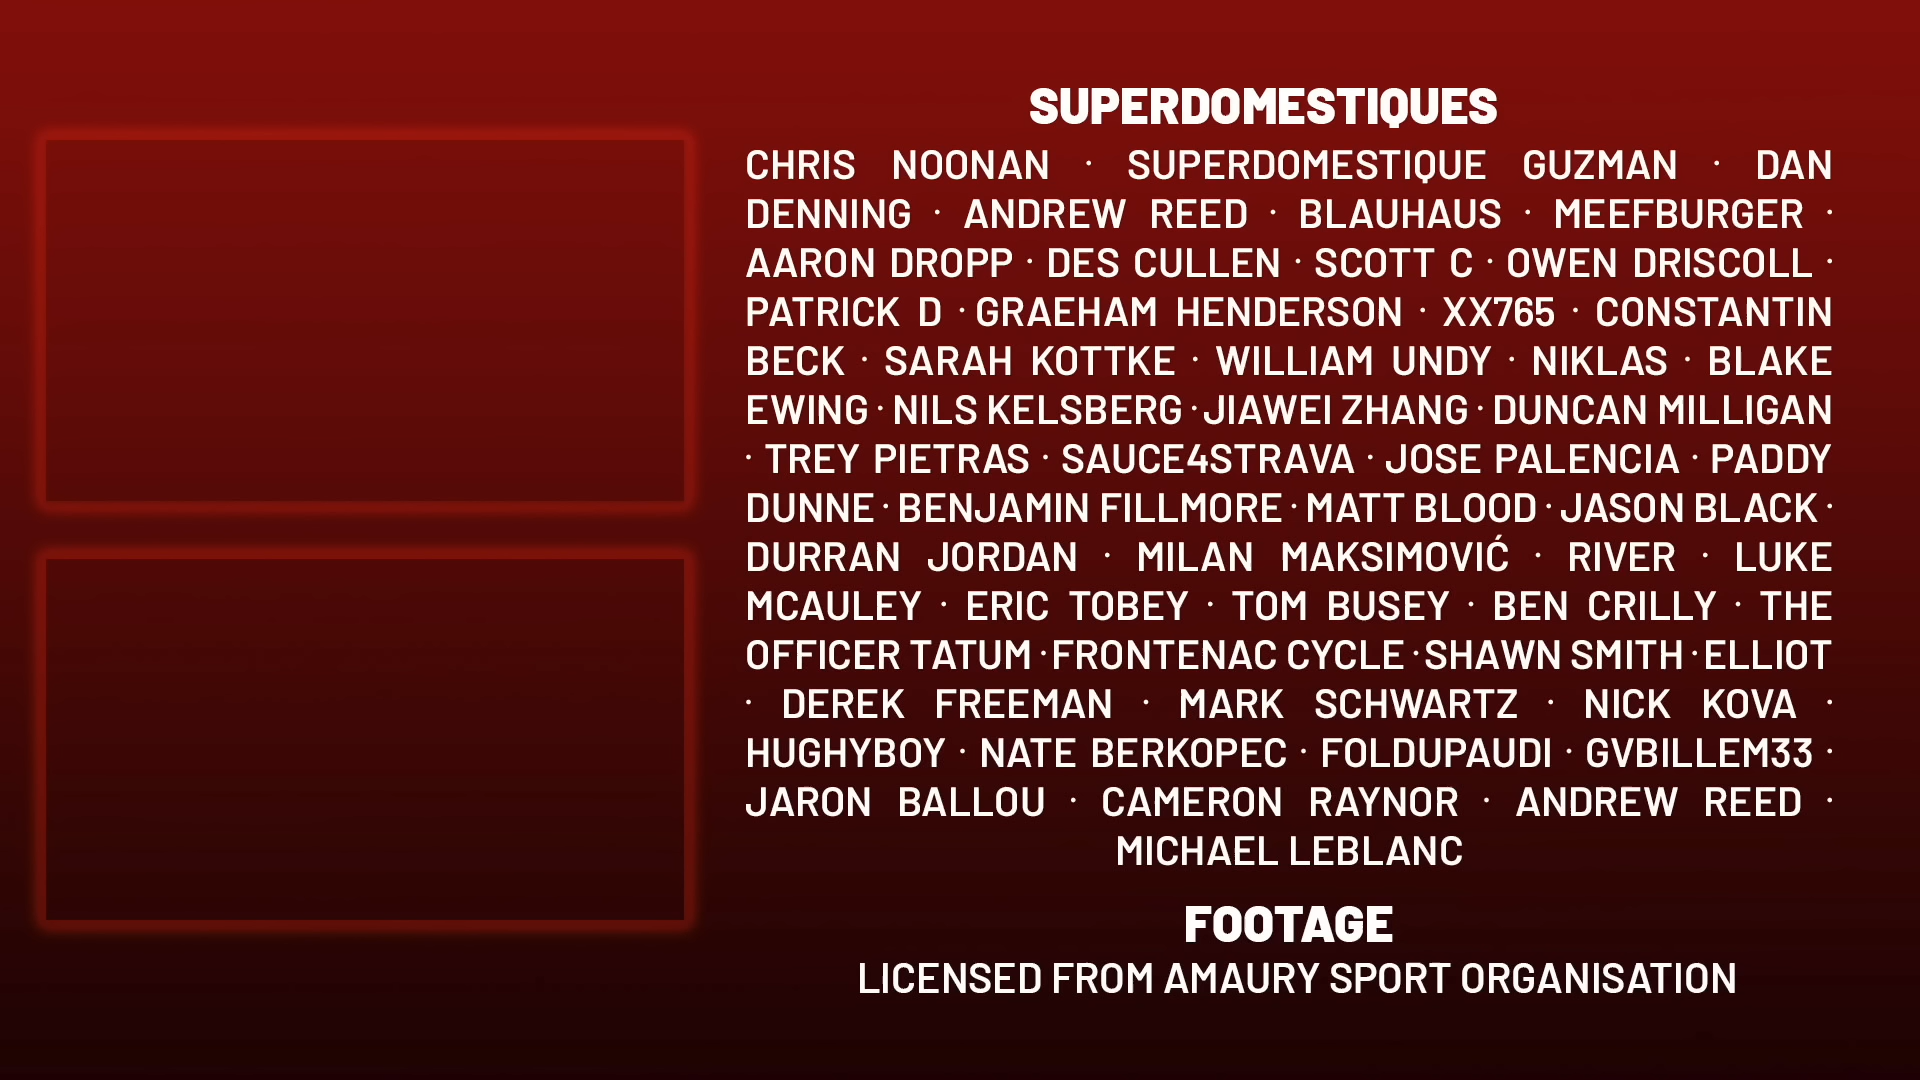 SUPERDOMESTIQUES
CHRIS NOONAN · SUPERDOMESTIQUE GUZMAN · DAN
DENNING · ANDREW REED · BLAUHAUS · MEEFBURGER ·
AARON DROPP · DES CULLEN · SCOTT C · OWEN DRISCOLL ·
PATRICK D · GRAEHAM HENDERSON · XX765 · CONSTANTIN
BECK · SARAH KOTTKE · WILLIAM UNDY · NIKLAS · BLAKE
EWING · NILS KELSBERG · JIAWEI ZHANG · DUNCAN MILLIGAN
· TREY PIETRAS · SAUCE4STRAVA · JOSE PALENCIA · PADDY
DUNNE · BENJAMIN FILLMORE · MATT BLOOD · JASON BLACK ·
DURRAN JORDAN · MILAN MAKSIMOVIĆ · RIVER · LUKE
MCAULEY · ERIC TOBEY · TOM BUSEY · BEN CRILLY · THE
OFFICER TATUM · FRONTENAC CYCLE · SHAWN SMITH · ELLIOT
· DEREK FREEMAN · MARK SCHWARTZ · NICK KOVA ·
HUGHYBOY · NATE BERKOPEC · FOLDUPAUDI · GVBILLEM33 ·
JARON BALLOU · CAMERON RAYNOR · ANDREW REED ·
MICHAEL LEBLANC
FOOTAGE
LICENSED FROM AMAURY SPORT ORGANISATION